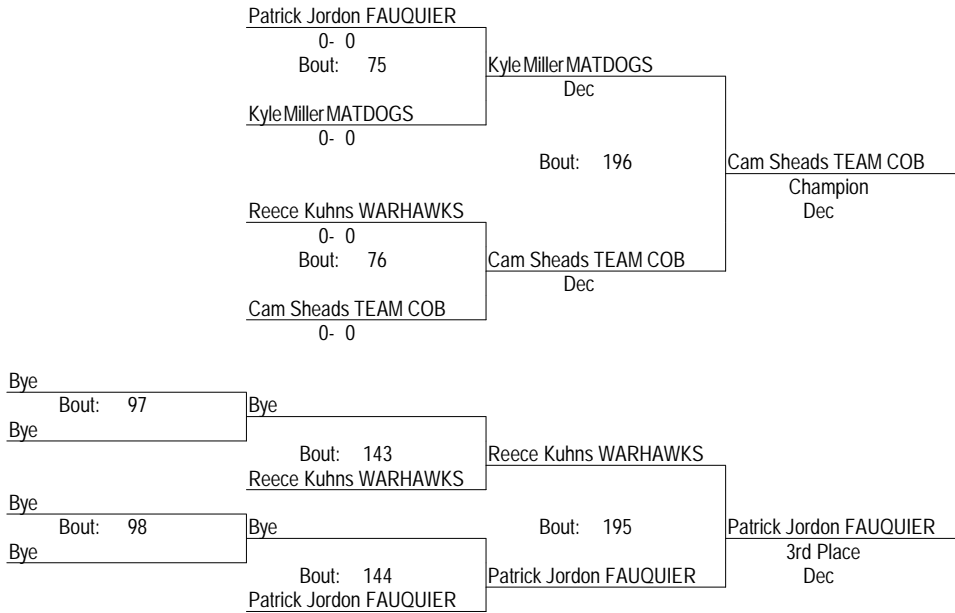 Patrick Jordon FAUQUIER
0- 0
Bout: 75
Kyle Miller MATDOGS
Dec
Kyle Miller MATDOGS
0- 0
Bout: 196
Cam Sheads TEAM COB
Champion
Dec
Reece Kuhns WARHAWKS
0- 0
Bout: 76
Cam Sheads TEAM COB
Dec
Cam Sheads TEAM COB
0- 0
Bye
Bout: 97
Bye
Bye
Bout: 143
Reece Kuhns WARHAWKS
Reece Kuhns WARHAWKS
Bye
Bout: 98
Bye
Bye
Bout: 195
Patrick Jordon FAUQUIER
3rd Place
Dec
Bout: 144
Patrick Jordon FAUQUIER
Patrick Jordon FAUQUIER